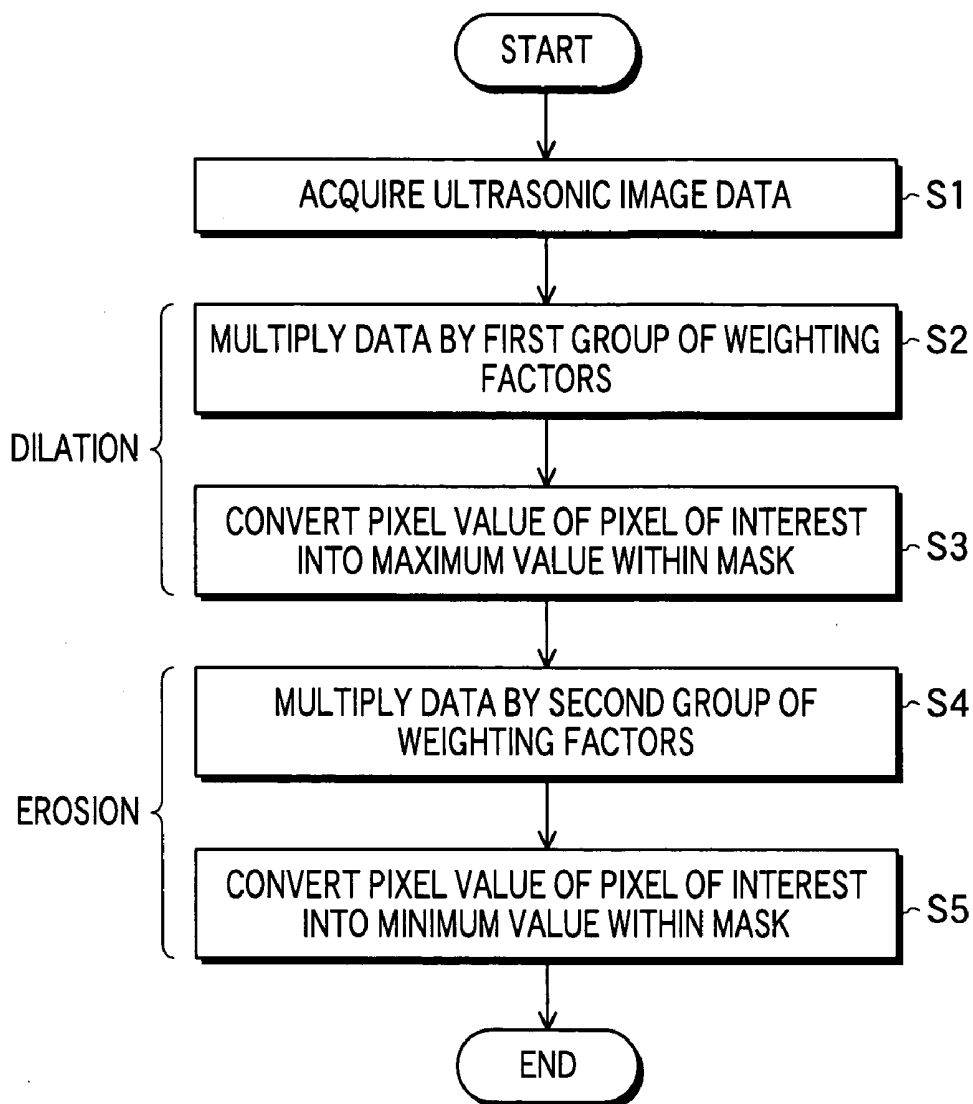 START
ACQUIRE ULTRASONIC IMAGE DATA
S1
MULTIPLY DATA BY FIRST GROUP OF WEIGHTING
FACTORS
S2
DILATION
CONVERT PIXEL VALUE OF PIXEL OF INTEREST
INTO MAXIMUM VALUE WITHIN MASK
S3
MULTIPLY DATA BY SECOND GROUP OF
WEIGHTING FACTORS
S4
EROSION
CONVERT PIXEL VALUE OF PIXEL OF INTEREST
INTO MINIMUM VALUE WITHIN MASK
S5
END